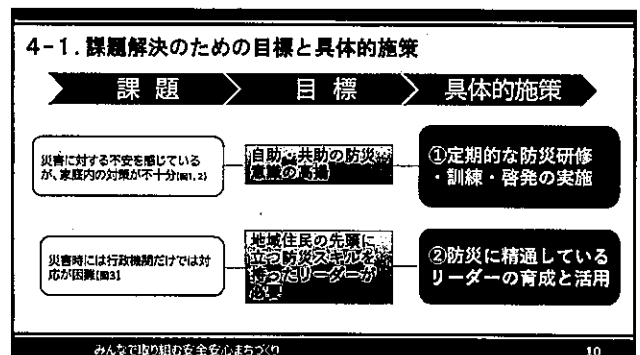 4-1.課題解決のための目標と具体的施策
課題
目標
具体的施策
災害に対する不安を感じている
が、家庭内の対策が不十分(図1,2)
自助・共助の防災
意識の高揚
①定期的な防災研修
・訓練・啓発の実施
災害時には行政機関だけでは対
応が困難(図3)
地域住民の先頭に
立つ防災スキルを
持ったリーダーが
必要
②防災に精通している
リーダーの育成と活用
みんなで取り組む安全安心まちづくり
10